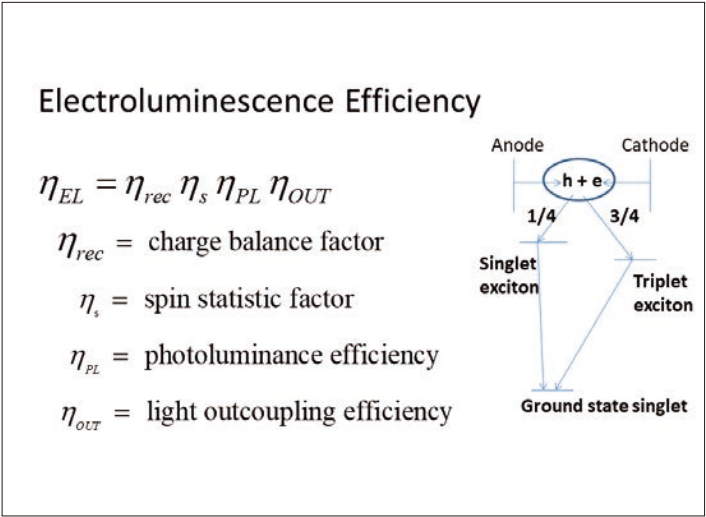 Electroluminescence Efficiency
η_EL = η_rec η_s η_PL η_OUT
η_rec = charge balance factor
η_s = spin statistic factor
η_PL = photoluminance efficiency
η_OUT = light outcoupling efficiency
Anode
Cathode
h + e
1/4
3/4
Singlet
exciton
Triplet
exciton
Ground state singlet